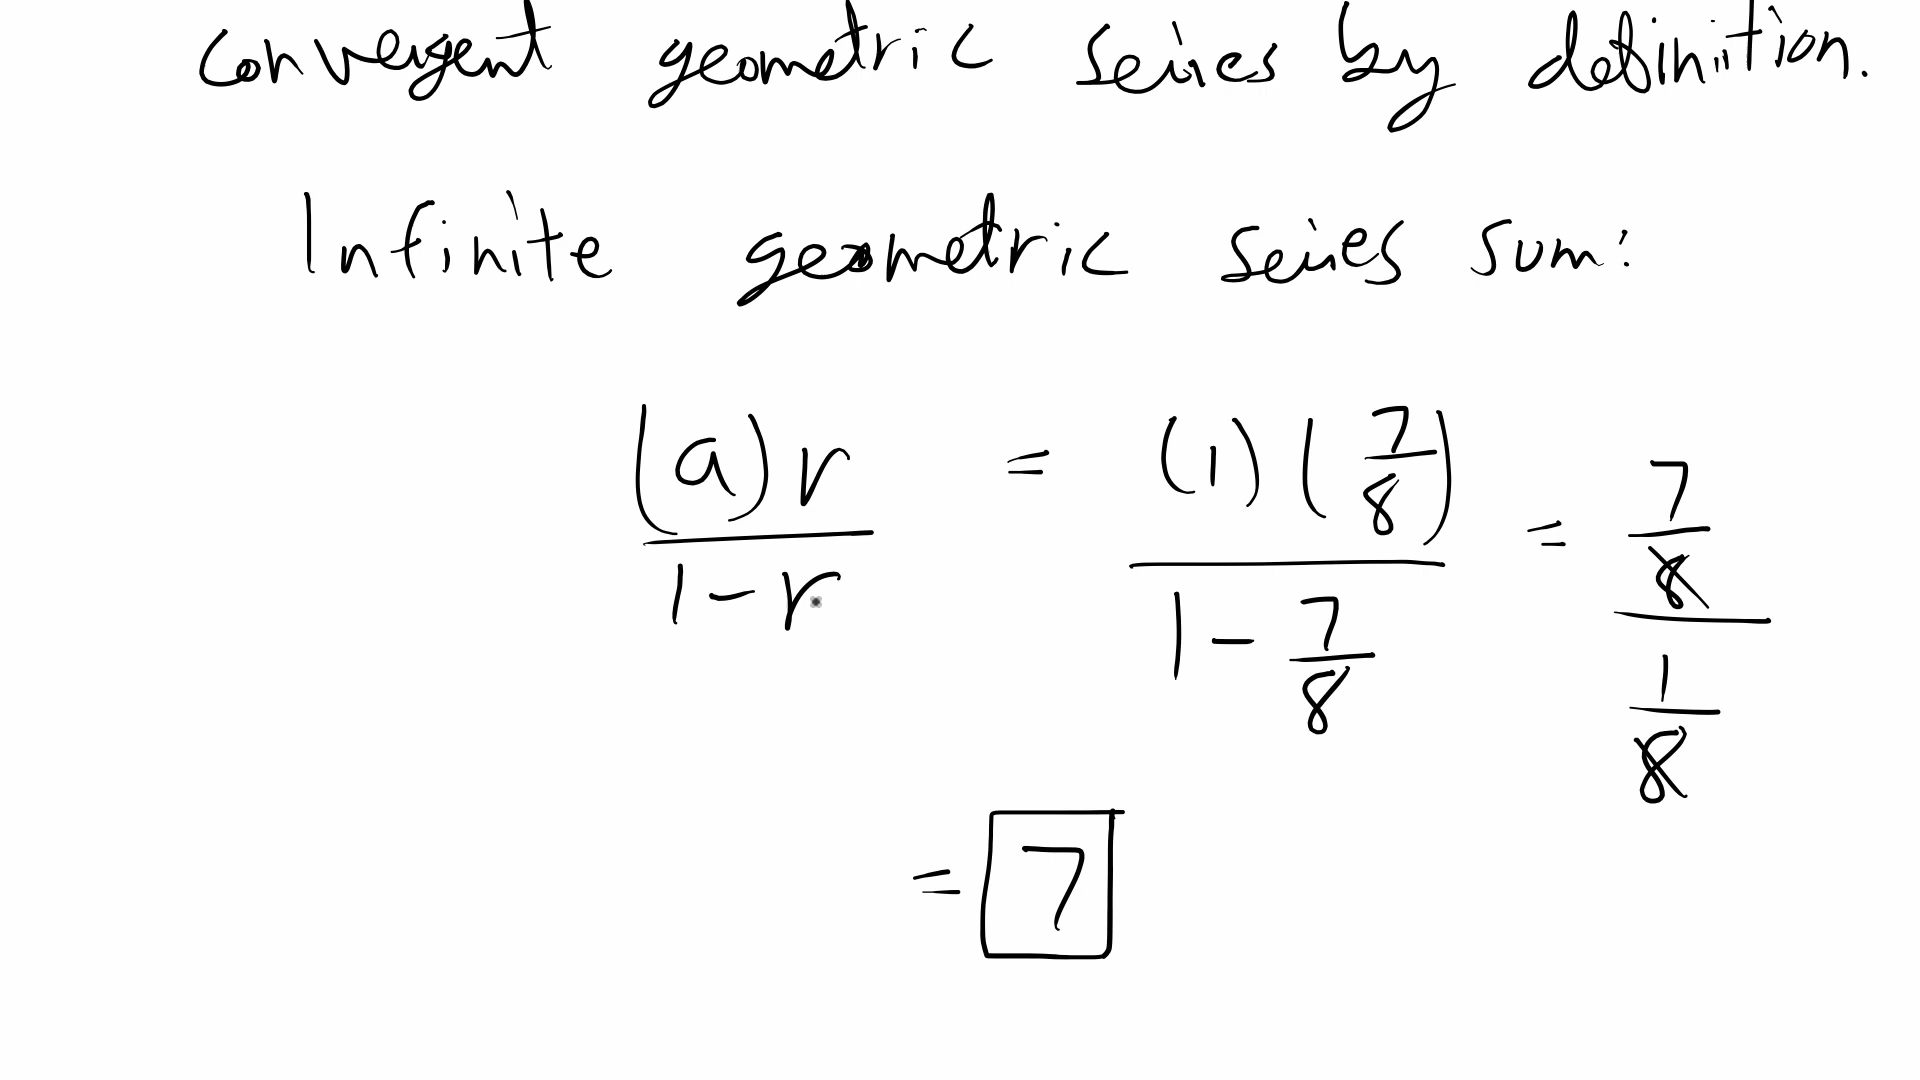 convergent geometric series by definition.
Infinite geometric series sum:
(a)r / 1 - r = (1)(7/8) / 1 - 7/8 = 7/8 / 1/8
= 7